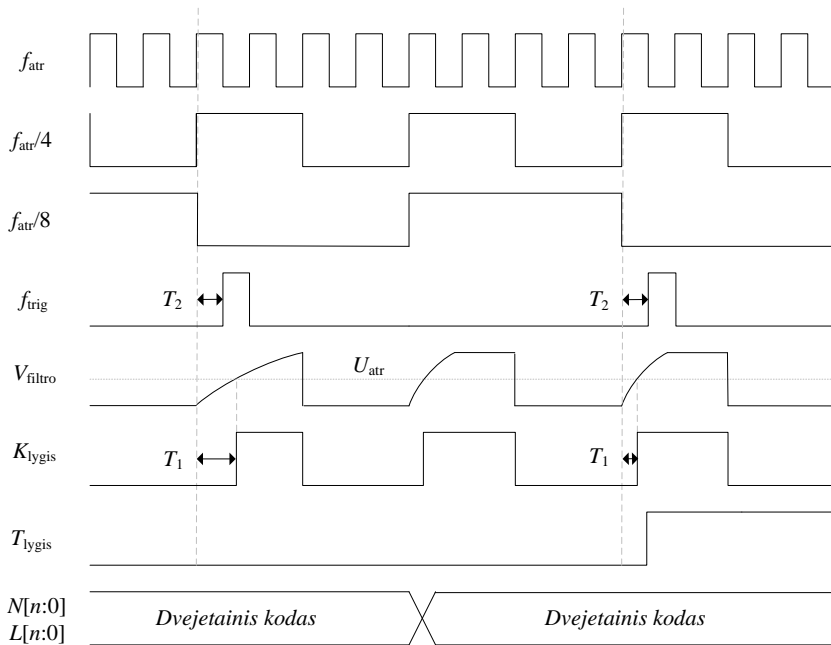 f_atr
f_atr/4
f_atr/8
f_trig
T_2
T_2
V_filtro
U_atr
K_lygis
T_1
T_1
T_lygis
N[n:0]
L[n:0]
Dvejetainis kodas
Dvejetainis kodas